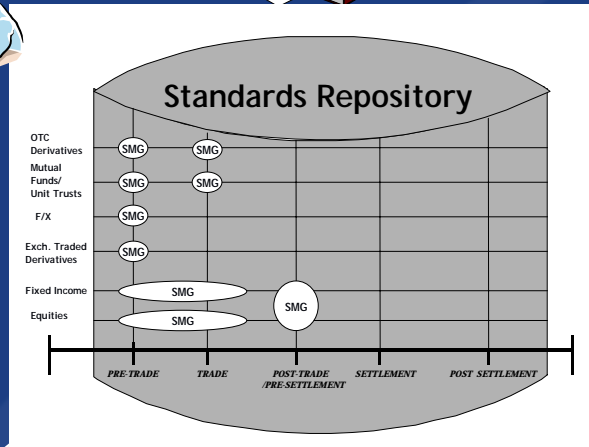 Standards Repository
OTC
Derivatives
SMG SMG
Mutual
Funds/
Unit Trusts
SMG SMG
F/X
SMG
Exch. Traded
Derivatives
SMG
Fixed Income
SMG
SMG
Equities
SMG
PRE-TRADE TRADE POST-TRADE SETTLEMENT POST SETTLEMENT
/PRE-SETTLEMENT